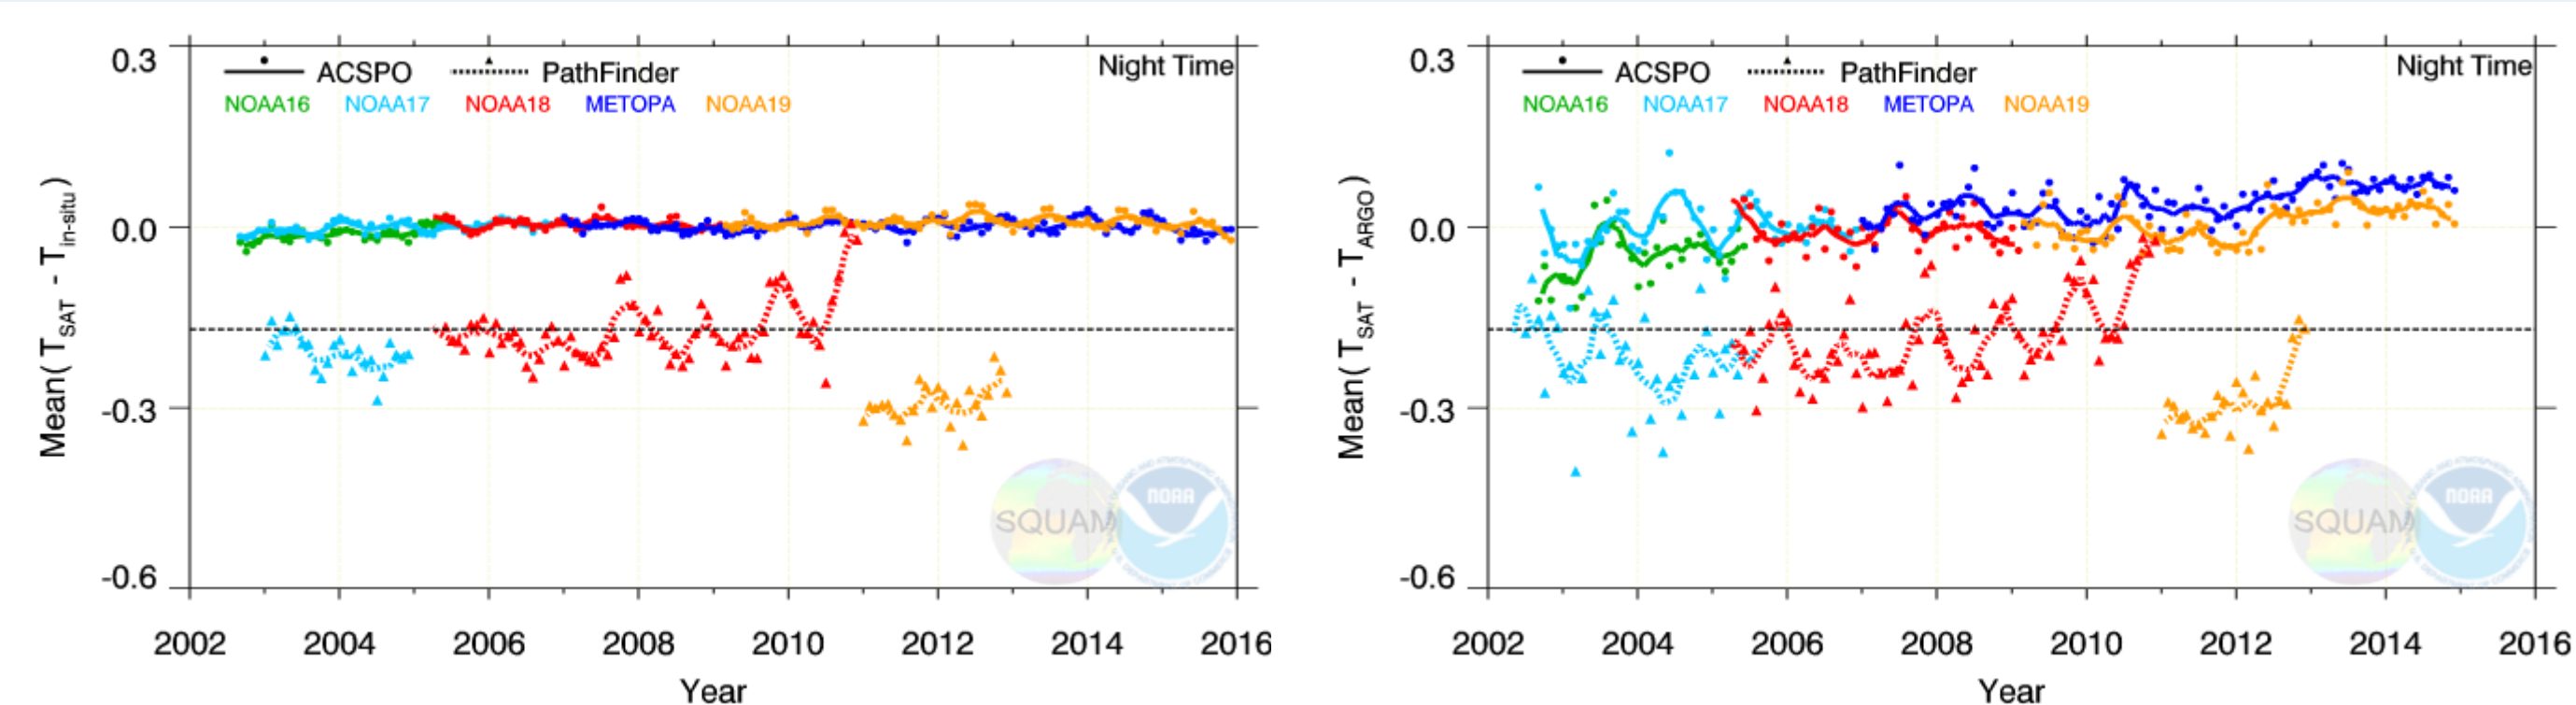 0.3
0.0
-0.3
-0.6
Mean( T_SAT - T_in-situ)
ACSPO PathFinder
Night Time
NOAA16 NOAA17 NOAA18 METOPA NOAA19
SQUAM
NOAA
2002 2004 2006 2008 2010 2012 2014 2016
Year
0.3
0.0
-0.3
-0.6
Mean( T_SAT - T_ARGO)
ACSPO PathFinder
Night Time
NOAA16 NOAA17 NOAA18 METOPA NOAA19
SQUAM
NOAA
2002 2004 2006 2008 2010 2012 2014 2016
Year